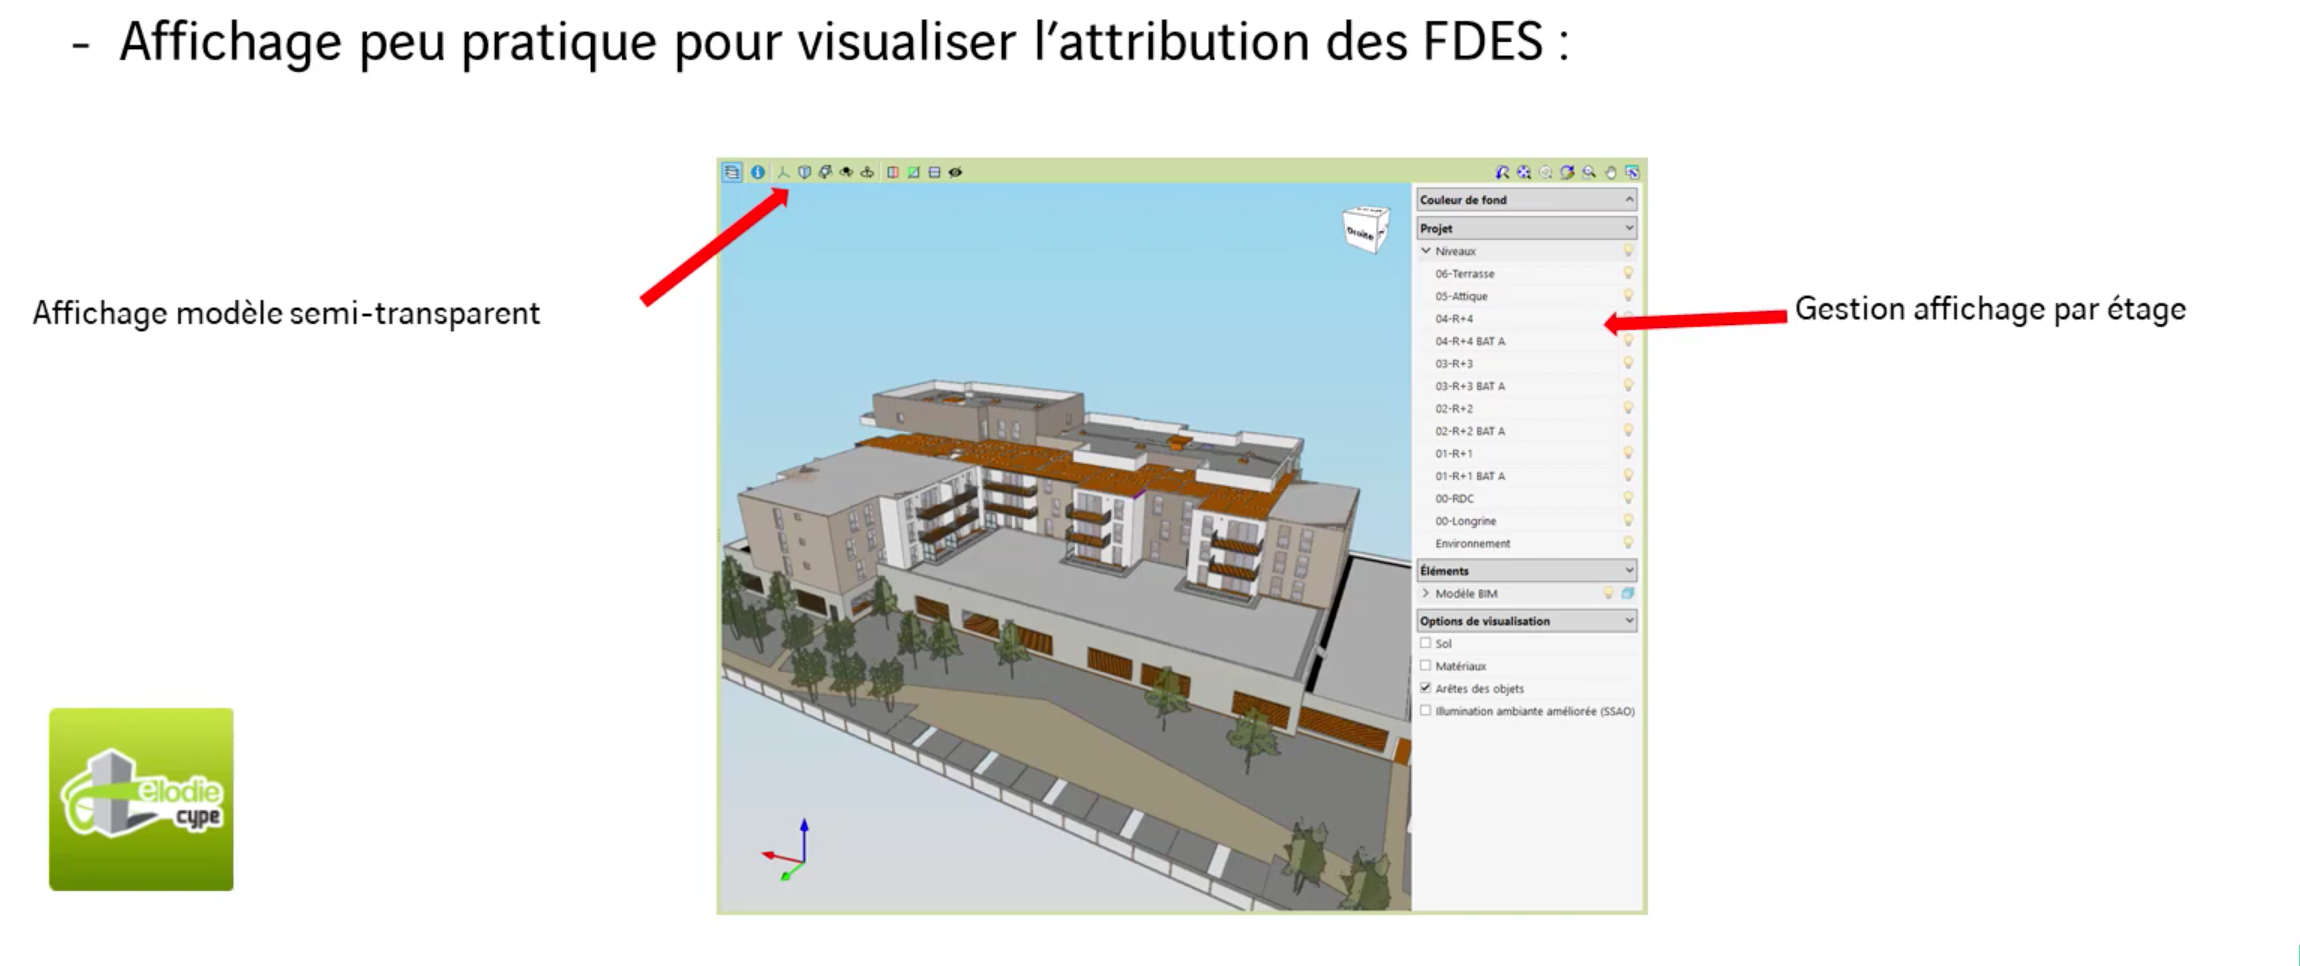 - Affichage peu pratique pour visualiser l’attribution des FDES :
Affichage modèle semi-transparent
Droite
Couleur de fond
Projet
Niveaux
06-Terrasse
05-Attique
04-R+4
04-R+4 BAT A
03-R+3
03-R+3 BAT A
02-R+2
02-R+2 BAT A
01-R+1
01-R+1 BAT A
00-RDC
00-Longrine
Environnement
Éléments
Modèle BIM
Options de visualisation
Sol
Matériaux
Arêtes des objets
Illumination ambiante améliorée (SSAO)
Gestion affichage par étage
elodie
cype